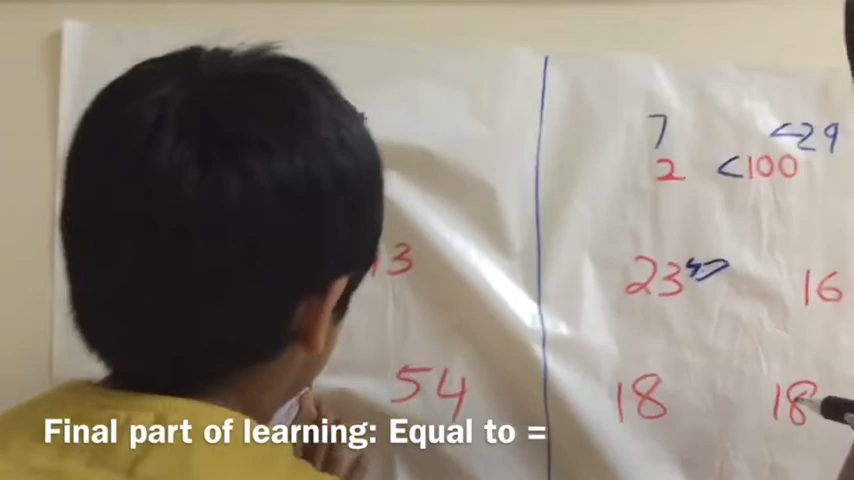 7 <29
2 <100
13
23 > 16
54
18 18
Final part of learning: Equal to =